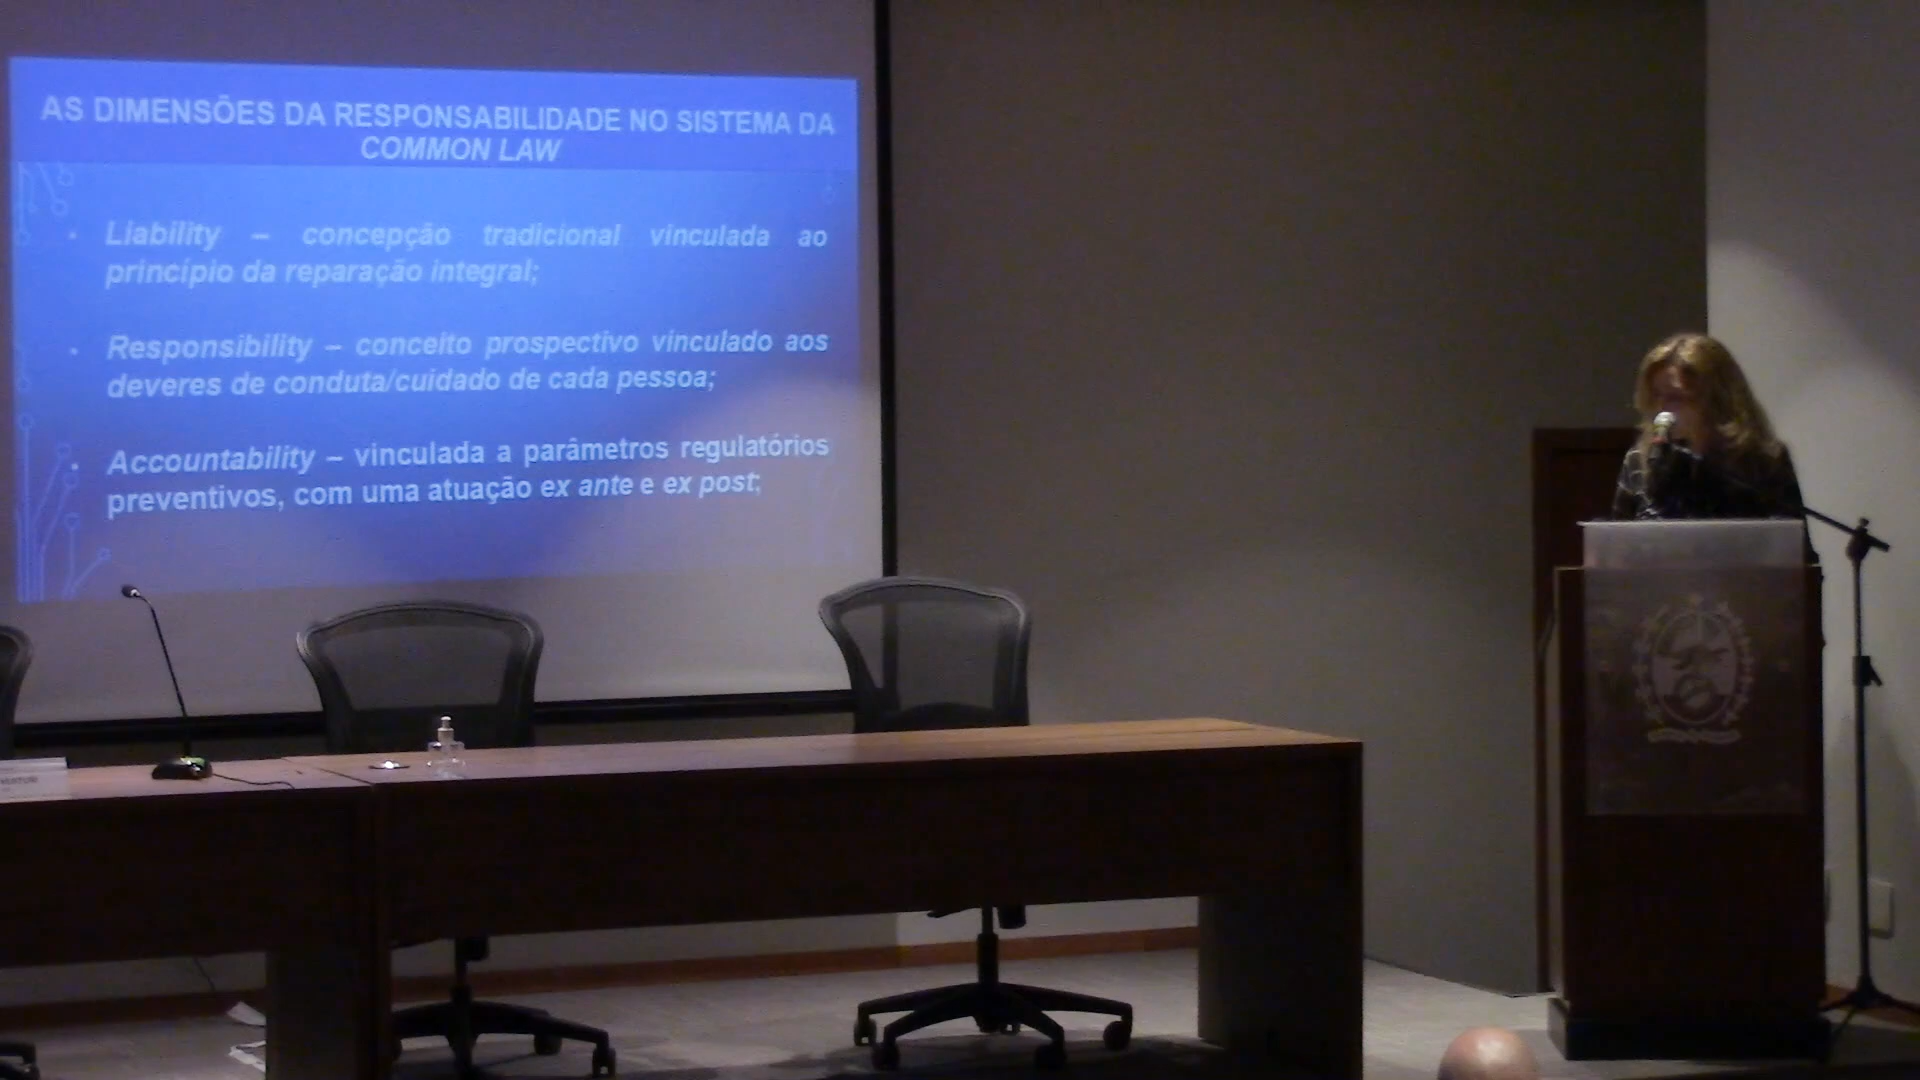 AS DIMENSÕES DA RESPONSABILIDADE NO SISTEMA DA
COMMON LAW
• Liability – concepção tradicional vinculada ao
princípio da reparação integral;
• Responsibility – conceito prospectivo vinculado aos
deveres de conduta/cuidado de cada pessoa;
• Accountability – vinculada a parâmetros regulatórios
preventivos, com uma atuação ex ante e ex post;